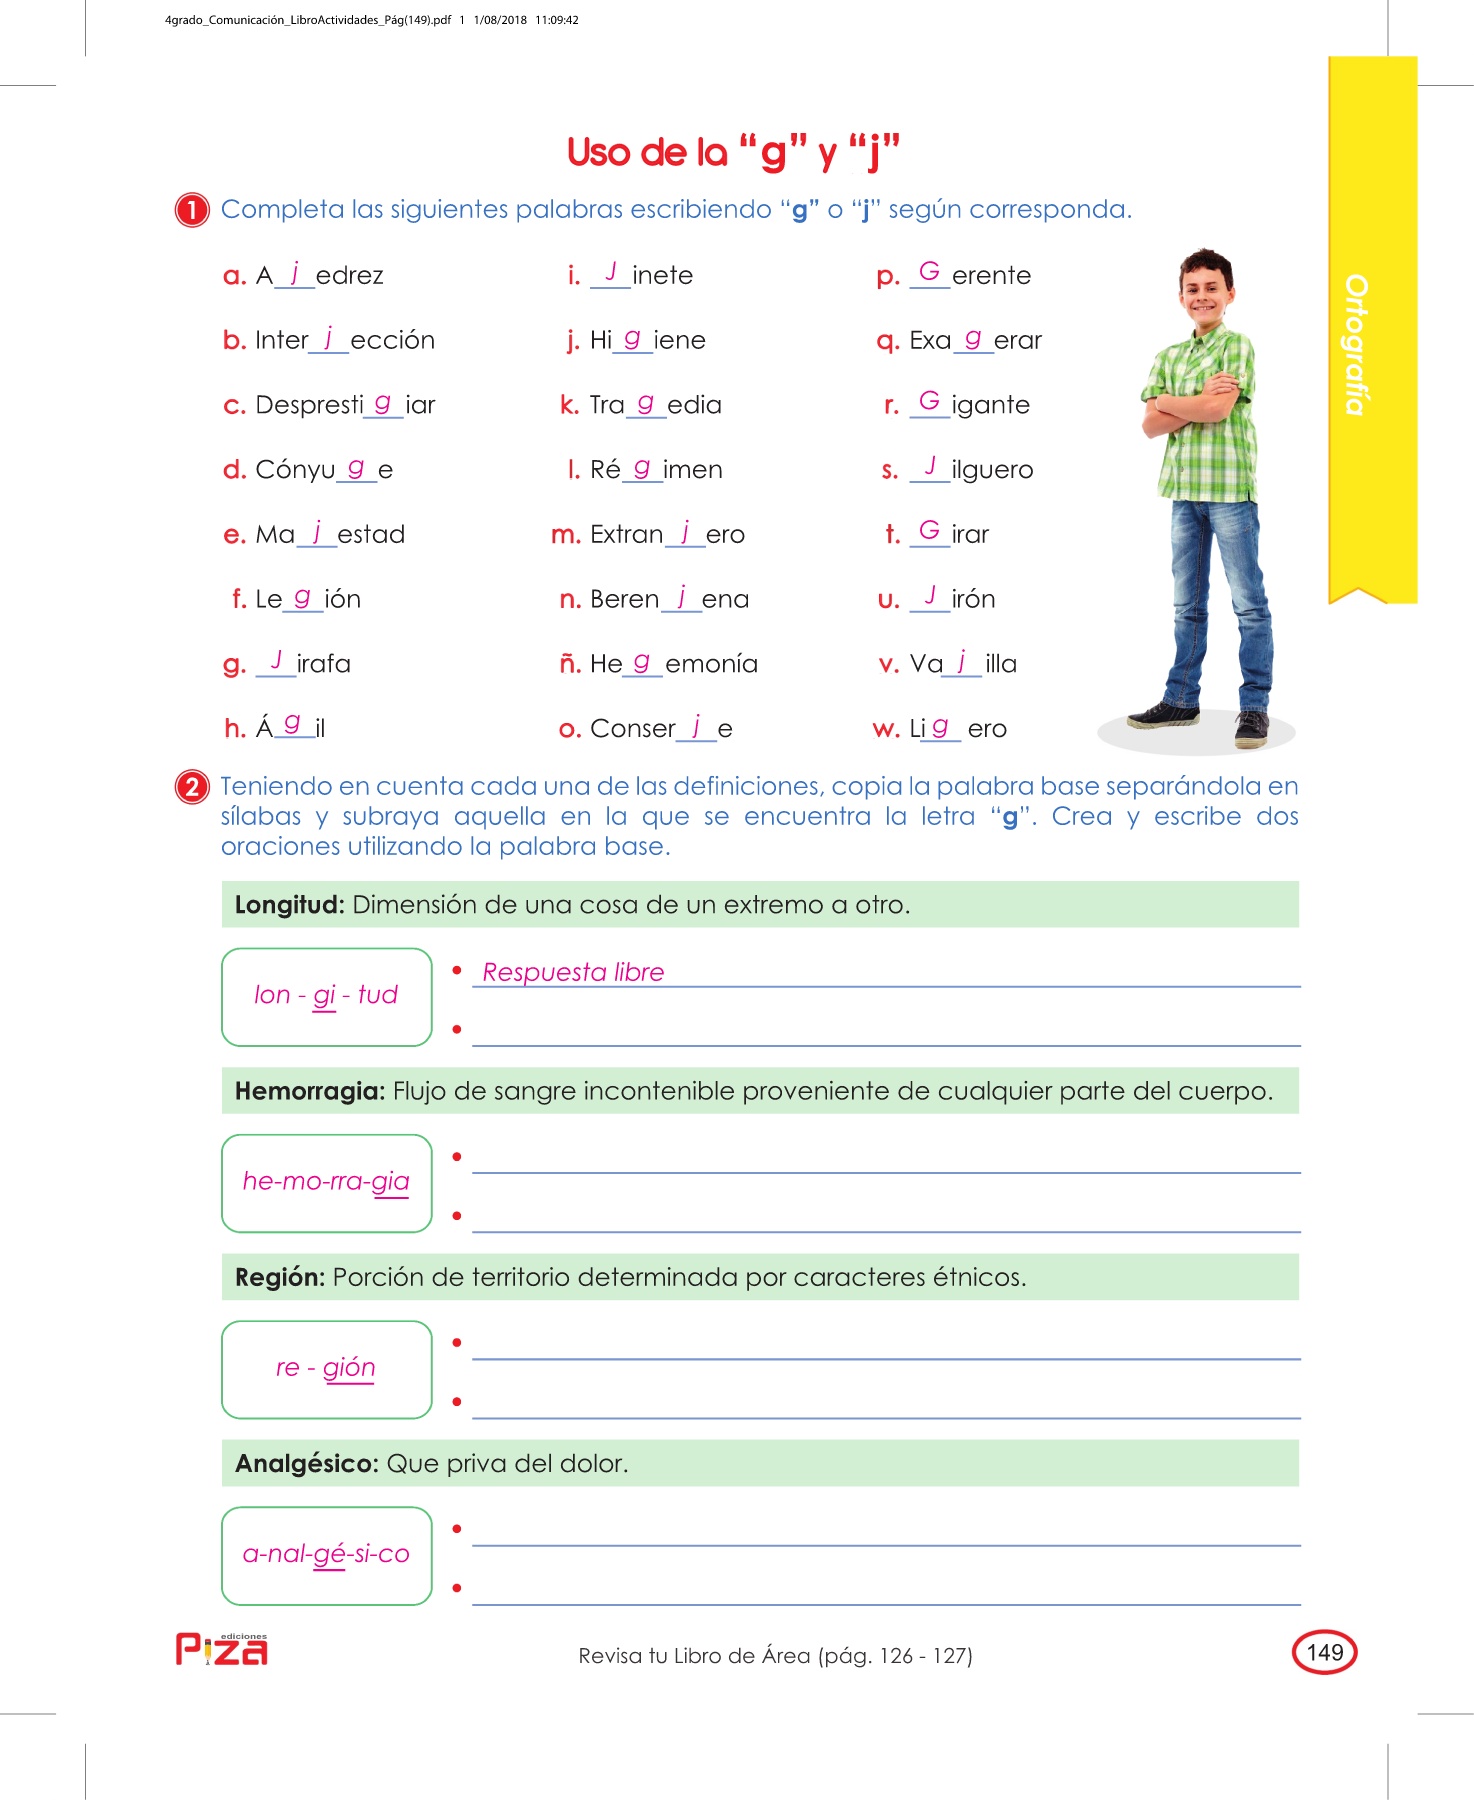 4grado_Comunicación_LibroActividades_Pág(149).pdf 1 1/08/2018 11:09:42
Ortografía
Uso de la “g” y “j”
1 Completa las siguientes palabras escribiendo “g” o “j” según corresponda.
a. A j edrez
b. Inter j ección
c. Despresti g iar
d. Cónyu g e
e. Ma j estad
f. Le g ión
g. J irafa
h. Á g il
i. J inete
j. Hi g iene
k. Tra g edia
l. Ré g imen
m. Extran j ero
n. Beren j ena
ñ. He g emonía
o. Conser j e
p. G erente
q. Exa g erar
r. G igante
s. J ilguero
t. G irar
u. J irón
v. Va j illa
w. Li g ero
2 Teniendo en cuenta cada una de las definiciones, copia la palabra base separándola en
sílabas y subraya aquella en la que se encuentra la letra “g”. Crea y escribe dos
oraciones utilizando la palabra base.
Longitud: Dimensión de una cosa de un extremo a otro.
lon - gi - tud
• Respuesta libre
•
Hemorragia: Flujo de sangre incontenible proveniente de cualquier parte del cuerpo.
he-mo-rra-gia
•
•
Región: Porción de territorio determinada por caracteres étnicos.
re - gión
•
•
Analgésico: Que priva del dolor.
a-nal-gé-si-co
•
•
ediciones
Piza
Revisa tu Libro de Área (pág. 126 - 127)
149